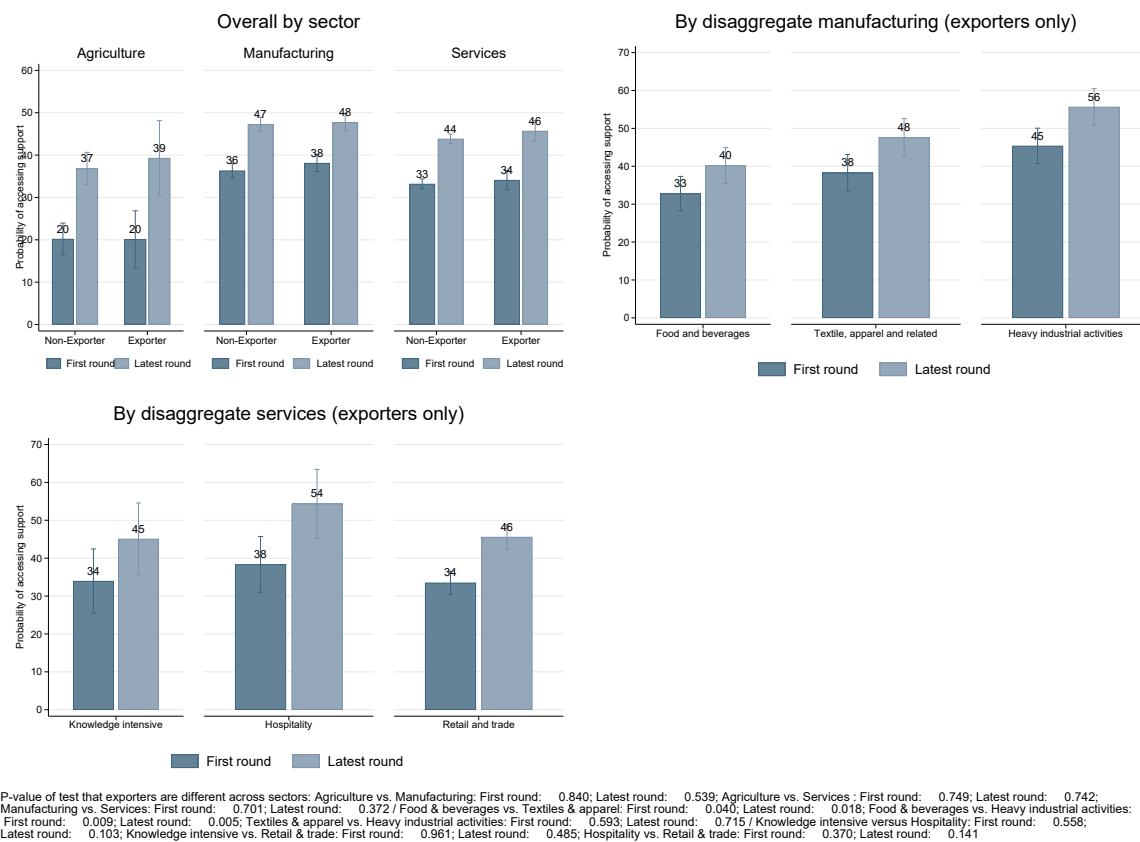 Overall by sector
Agriculture
Manufacturing
Services
Probability of accessing support
60
50
40
30
20
10
0
20
37
20
39
36
47
38
48
33
44
34
46
Non-Exporter
Exporter
Non-Exporter
Exporter
Non-Exporter
Exporter
First round
Latest round
First round
Latest round
First round
Latest round
By disaggregate manufacturing (exporters only)
Probability of accessing support
70
60
50
40
30
20
10
0
33
40
38
48
45
56
Food and beverages
Textile, apparel and related
Heavy industrial activities
First round
Latest round
By disaggregate services (exporters only)
Probability of accessing support
70
60
50
40
30
20
10
0
34
45
38
54
34
46
Knowledge intensive
Hospitality
Retail and trade
First round
Latest round
P-value of test that exporters are different across sectors: Agriculture vs. Manufacturing: First round: 0.840; Latest round: 0.539; Agriculture vs. Services : First round: 0.749; Latest round: 0.742;
Manufacturing vs. Services: First round: 0.701; Latest round: 0.372 / Food & beverages vs. Textiles & apparel: First round: 0.040; Latest round: 0.018; Food & beverages vs. Heavy industrial activities:
First round: 0.009; Latest round: 0.005; Textiles & apparel vs. Heavy industrial activities: First round: 0.593; Latest round: 0.715 / Knowledge intensive versus Hospitality: First round: 0.558;
Latest round: 0.103; Knowledge intensive vs. Retail & trade: First round: 0.961; Latest round: 0.485; Hospitality vs. Retail & trade: First round: 0.370; Latest round: 0.141